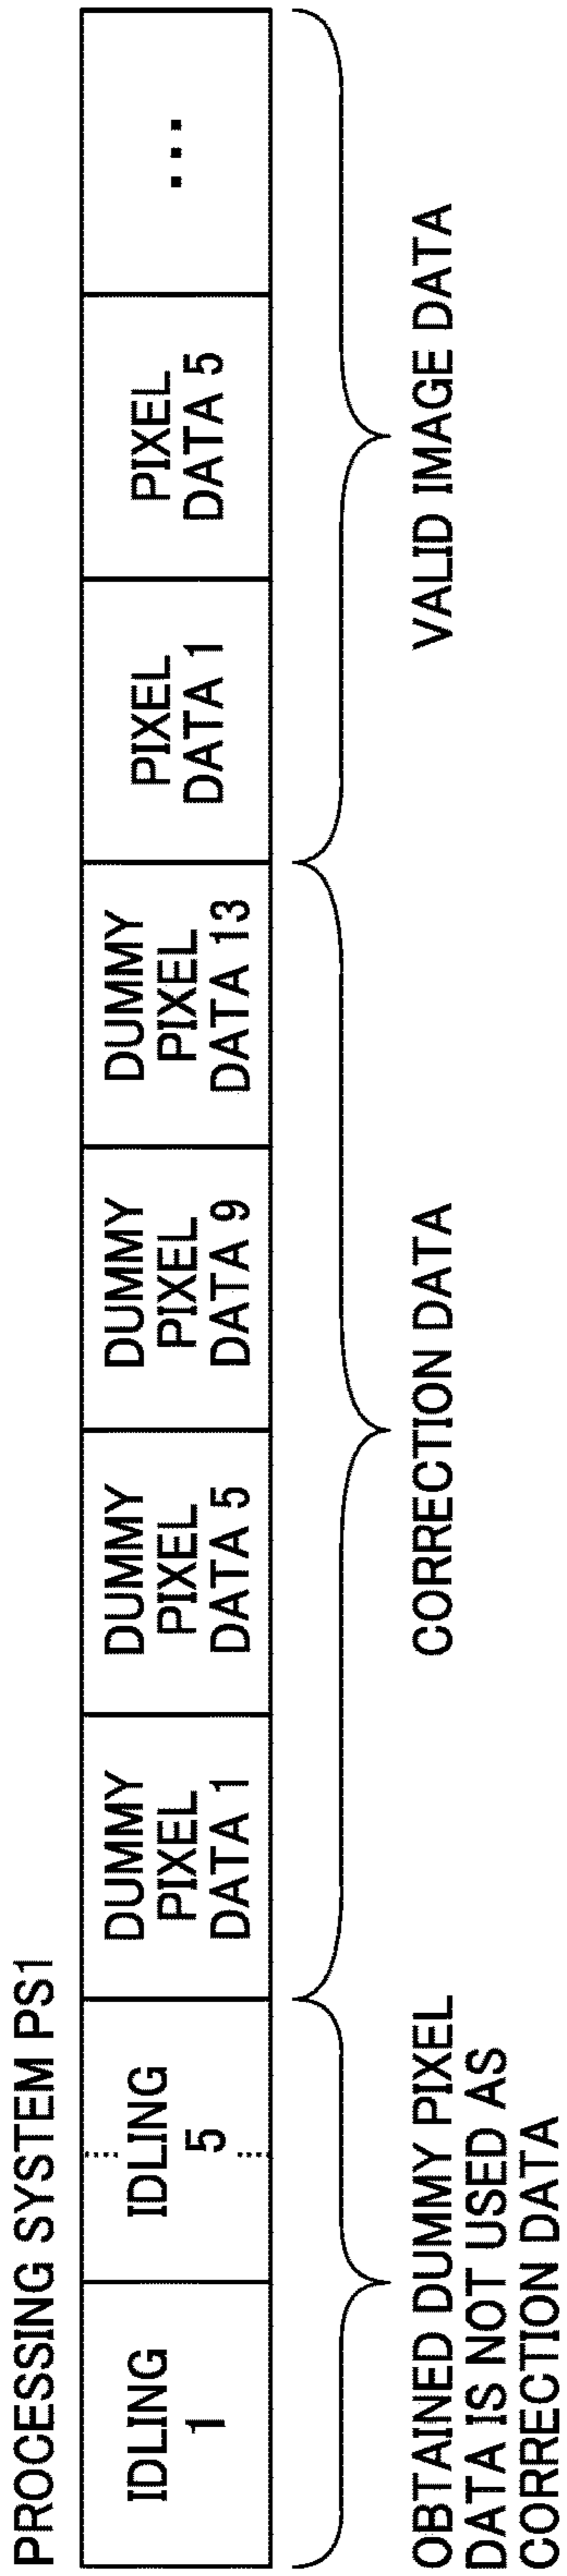 PROCESSING SYSTEM PS1
IDLING
1
IDLING
5
DUMMY
PIXEL
DATA 1
DUMMY
PIXEL
DATA 5
DUMMY
PIXEL
DATA 9
DUMMY
PIXEL
DATA 13
PIXEL
DATA 1
PIXEL
DATA 5
...
OBTAINED DUMMY PIXEL
DATA IS NOT USED AS
CORRECTION DATA
CORRECTION DATA
VALID IMAGE DATA